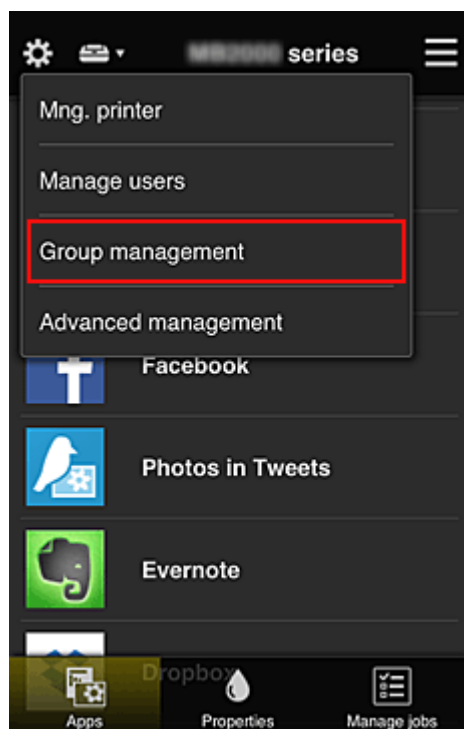 series
Mng. printer
Manage users
Group management
Advanced management
Facebook
Photos in Tweets
Evernote
Dropbox
Apps
Properties
Manage jobs